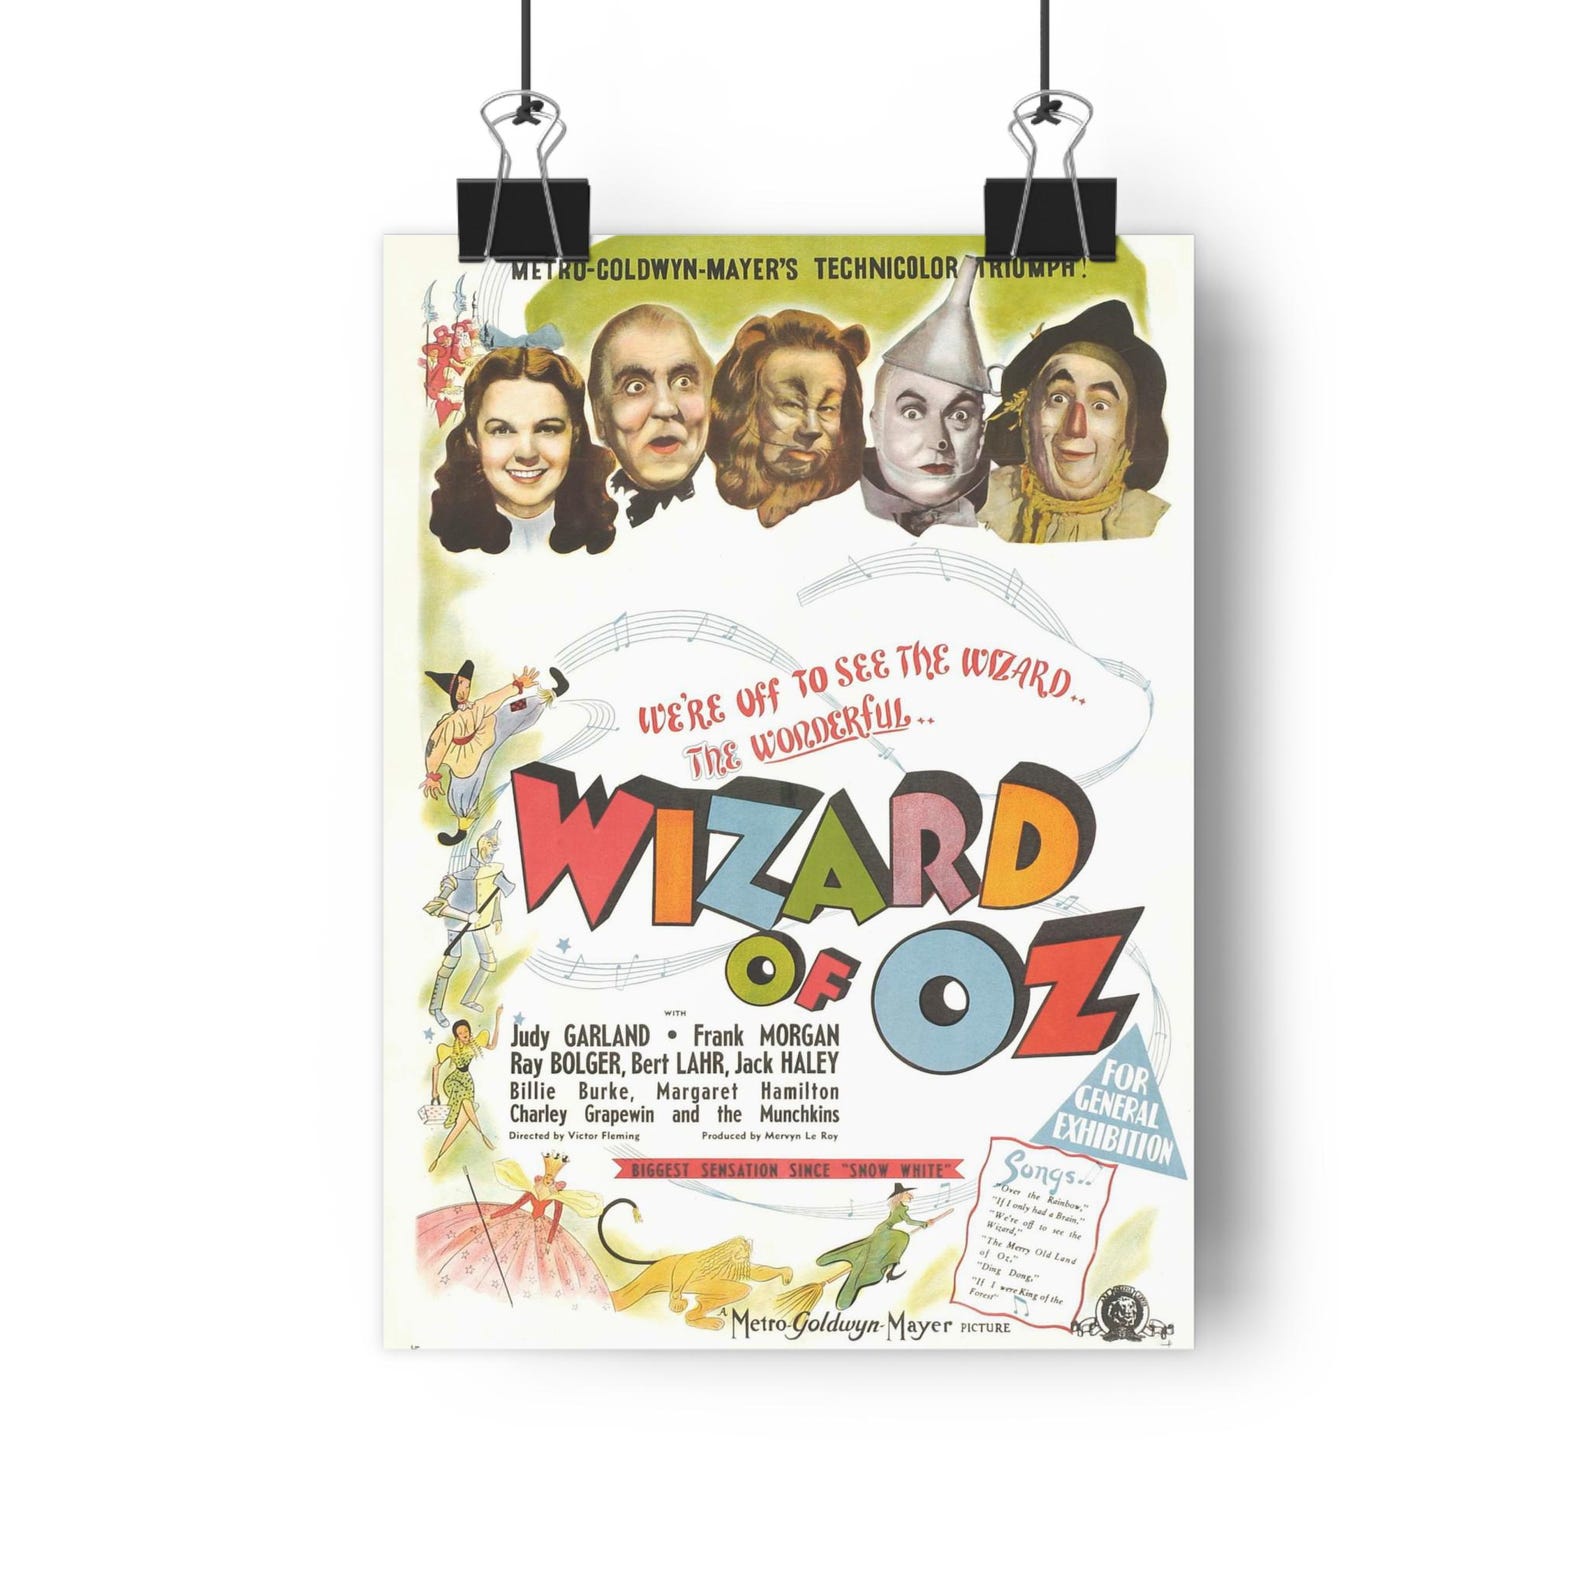 METRO-GOLDWYN-MAYER'S TECHNICOLOR TRIUMPH!
WE'RE OFF TO SEE THE WIZARD..
THE WONDERFUL..
WIZARD
OF OZ
WITH
Judy GARLAND • Frank MORGAN
Ray BOLGER, Bert LAHR, Jack HALEY
Billie Burke, Margaret Hamilton
Charley Grapewin and the Munchkins
Directed by Victor Fleming Produced by Mervyn Le Roy
BIGGEST SENSATION SINCE "SNOW WHITE"
FOR
GENERAL
EXHIBITION
Songs..
"Over the Rainbow,"
"If I only had a Brain,"
"We're off to see the
Wizard,"
"The Merry Old Land
of Oz,"
"Ding Dong,"
"If I were King of the
Forest"
A Metro-Goldwyn-Mayer PICTURE